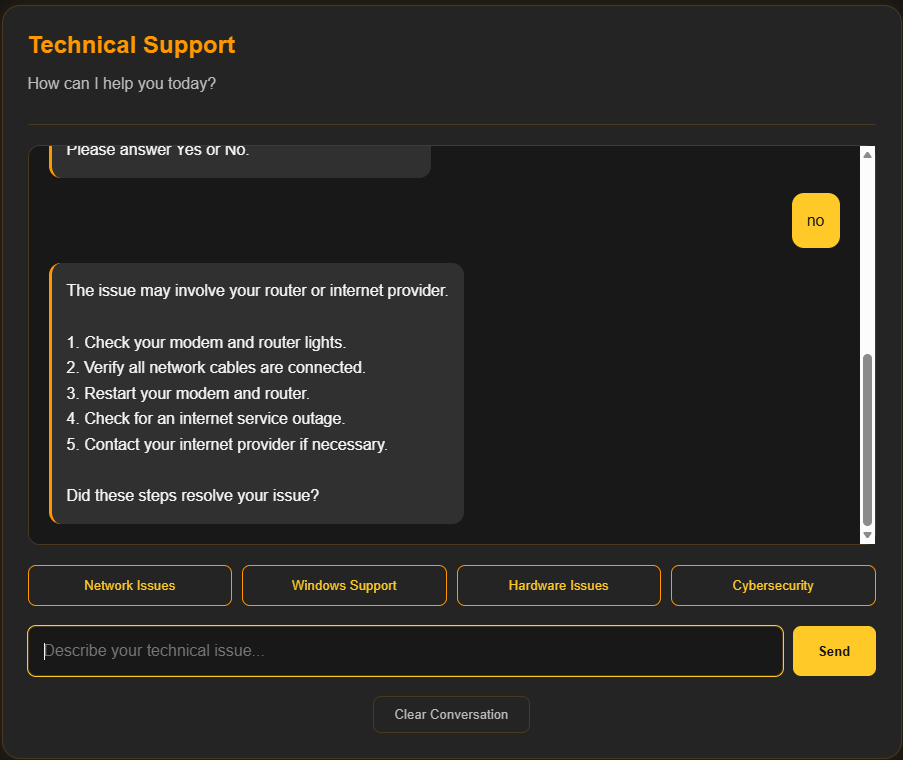 Technical Support
How can I help you today?
Please answer Yes or No.
no
The issue may involve your router or internet provider.
1. Check your modem and router lights.
2. Verify all network cables are connected.
3. Restart your modem and router.
4. Check for an internet service outage.
5. Contact your internet provider if necessary.
Did these steps resolve your issue?
Network Issues
Windows Support
Hardware Issues
Cybersecurity
Describe your technical issue...
Send
Clear Conversation